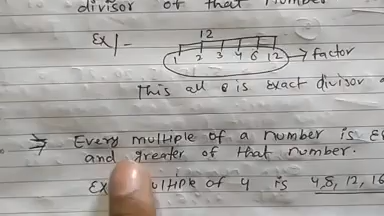 divisor of that number
Ex/- 12
1 2 3 4 6 12 → factor
This all is exact divisor
⇒ Every multiple of a number is
and greater of that number.
Ex multiple of 4 is 4, 8, 12, 16